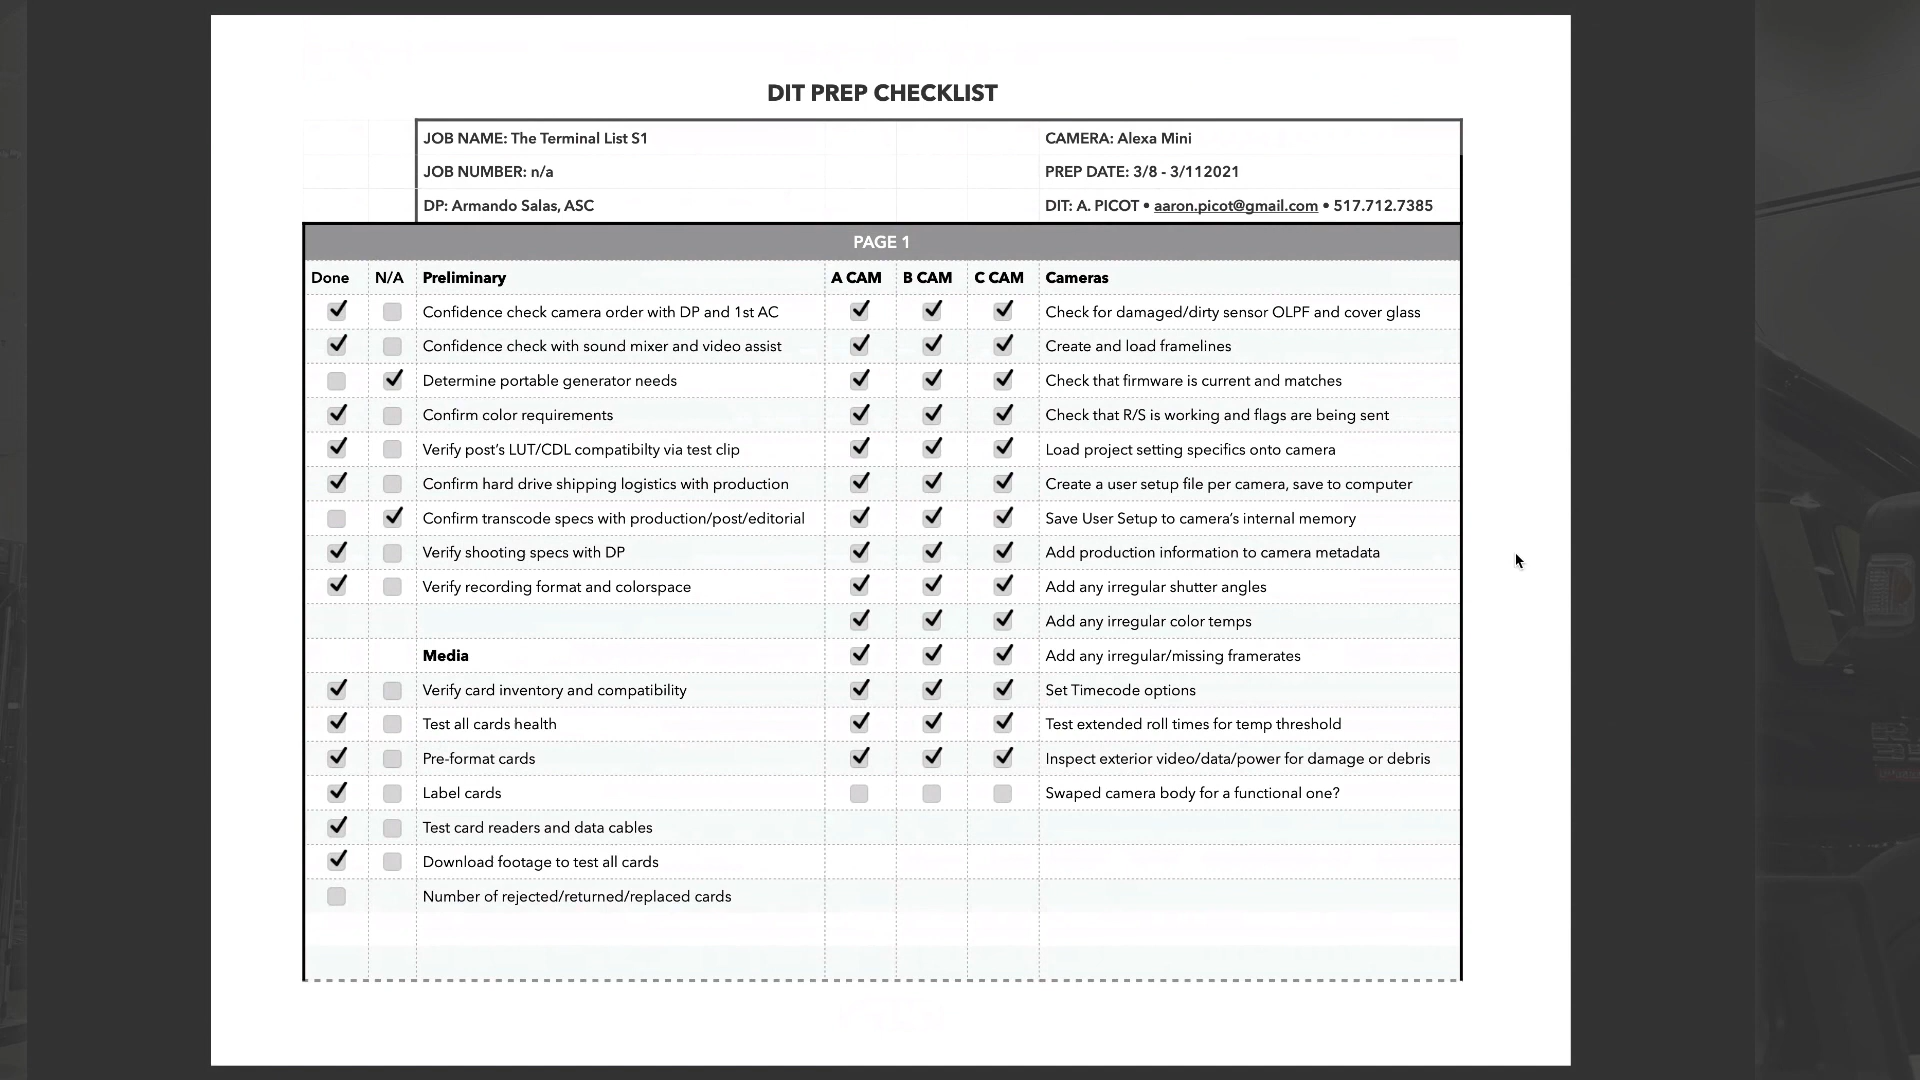 DIT PREP CHECKLIST
JOB NAME: The Terminal List S1
CAMERA: Alexa Mini
JOB NUMBER: n/a
PREP DATE: 3/8 - 3/112021
DP: Armando Salas, ASC
DIT: A. PICOT • aaron.picot@gmail.com • 517.712.7385
PAGE 1
Done N/A Preliminary A CAM B CAM C CAM Cameras
Confidence check camera order with DP and 1st AC
Check for damaged/dirty sensor OLPF and cover glass
Confidence check with sound mixer and video assist
Create and load framelines
Determine portable generator needs
Check that firmware is current and matches
Confirm color requirements
Check that R/S is working and flags are being sent
Verify post’s LUT/CDL compatibilty via test clip
Load project setting specifics onto camera
Confirm hard drive shipping logistics with production
Create a user setup file per camera, save to computer
Confirm transcode specs with production/post/editorial
Save User Setup to camera’s internal memory
Verify shooting specs with DP
Add production information to camera metadata
Verify recording format and colorspace
Add any irregular shutter angles
Add any irregular color temps
Media
Add any irregular/missing framerates
Verify card inventory and compatibility
Set Timecode options
Test all cards health
Test extended roll times for temp threshold
Pre-format cards
Inspect exterior video/data/power for damage or debris
Label cards
Swaped camera body for a functional one?
Test card readers and data cables
Download footage to test all cards
Number of rejected/returned/replaced cards